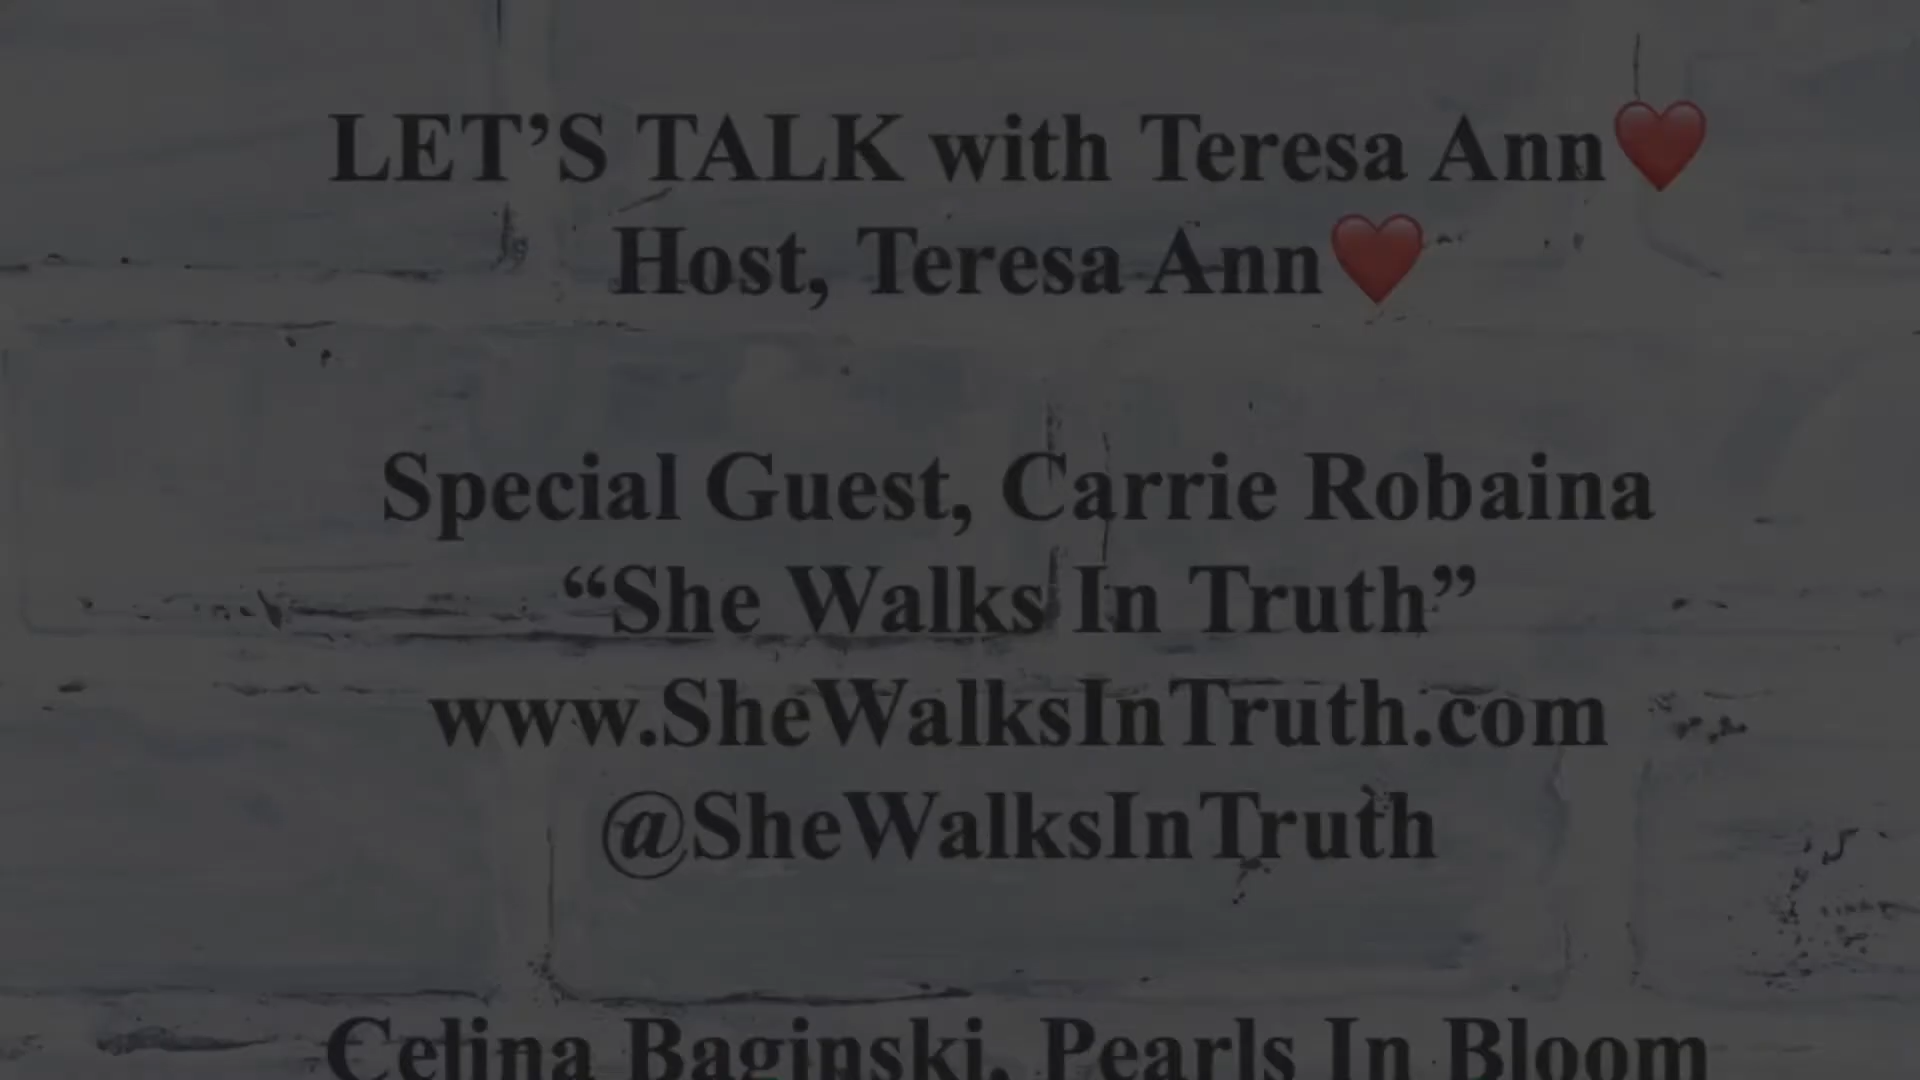 LET’S TALK with Teresa Ann❤️
Host, Teresa Ann❤️
Special Guest, Carrie Robaina
“She Walks In Truth”
www.SheWalksInTruth.com
@SheWalksInTruth
Celina Baginski, Pearls In Bloom